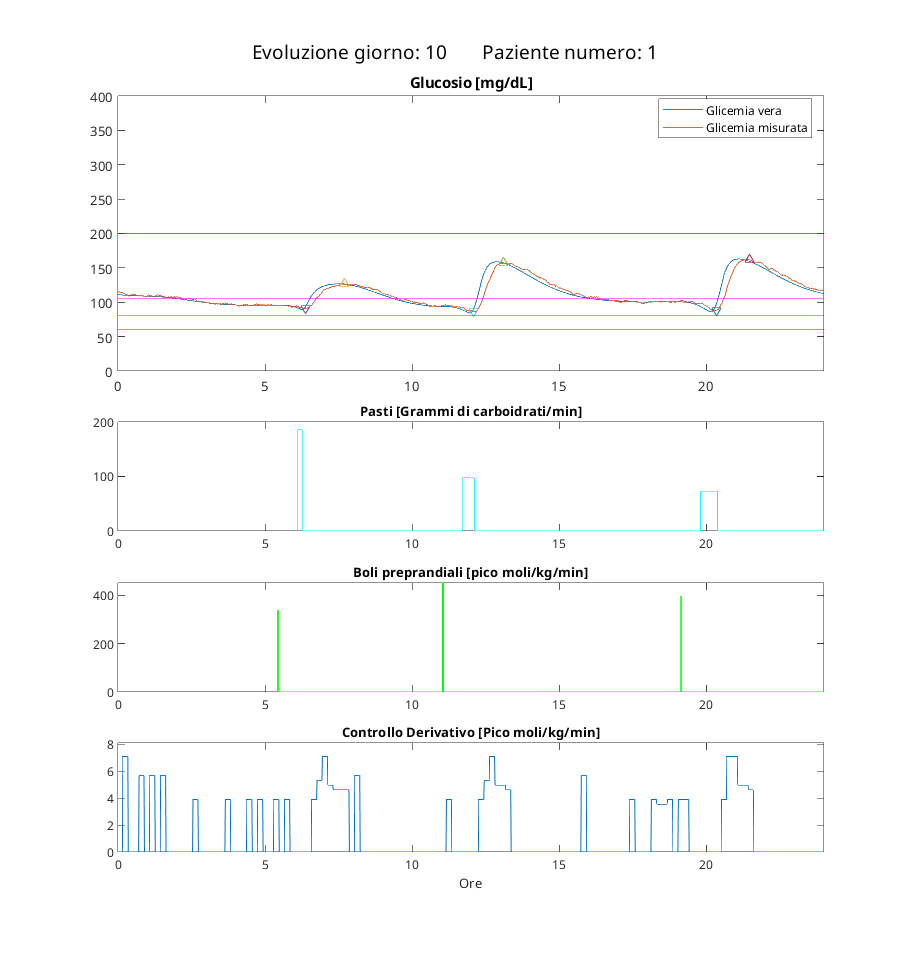 Evoluzione giorno: 10 Paziente numero: 1
Glucosio [mg/dL]
400
350
300
250
200
150
100
50
0
Glicemia vera
Glicemia misurata
0 5 10 15 20
Pasti [Grammi di carboidrati/min]
200
100
0
0 5 10 15 20
Boli preprandiali [pico moli/kg/min]
400
200
0
0 5 10 15 20
Controllo Derivativo [Pico moli/kg/min]
8
6
4
2
0
0 5 10 15 20
Ore